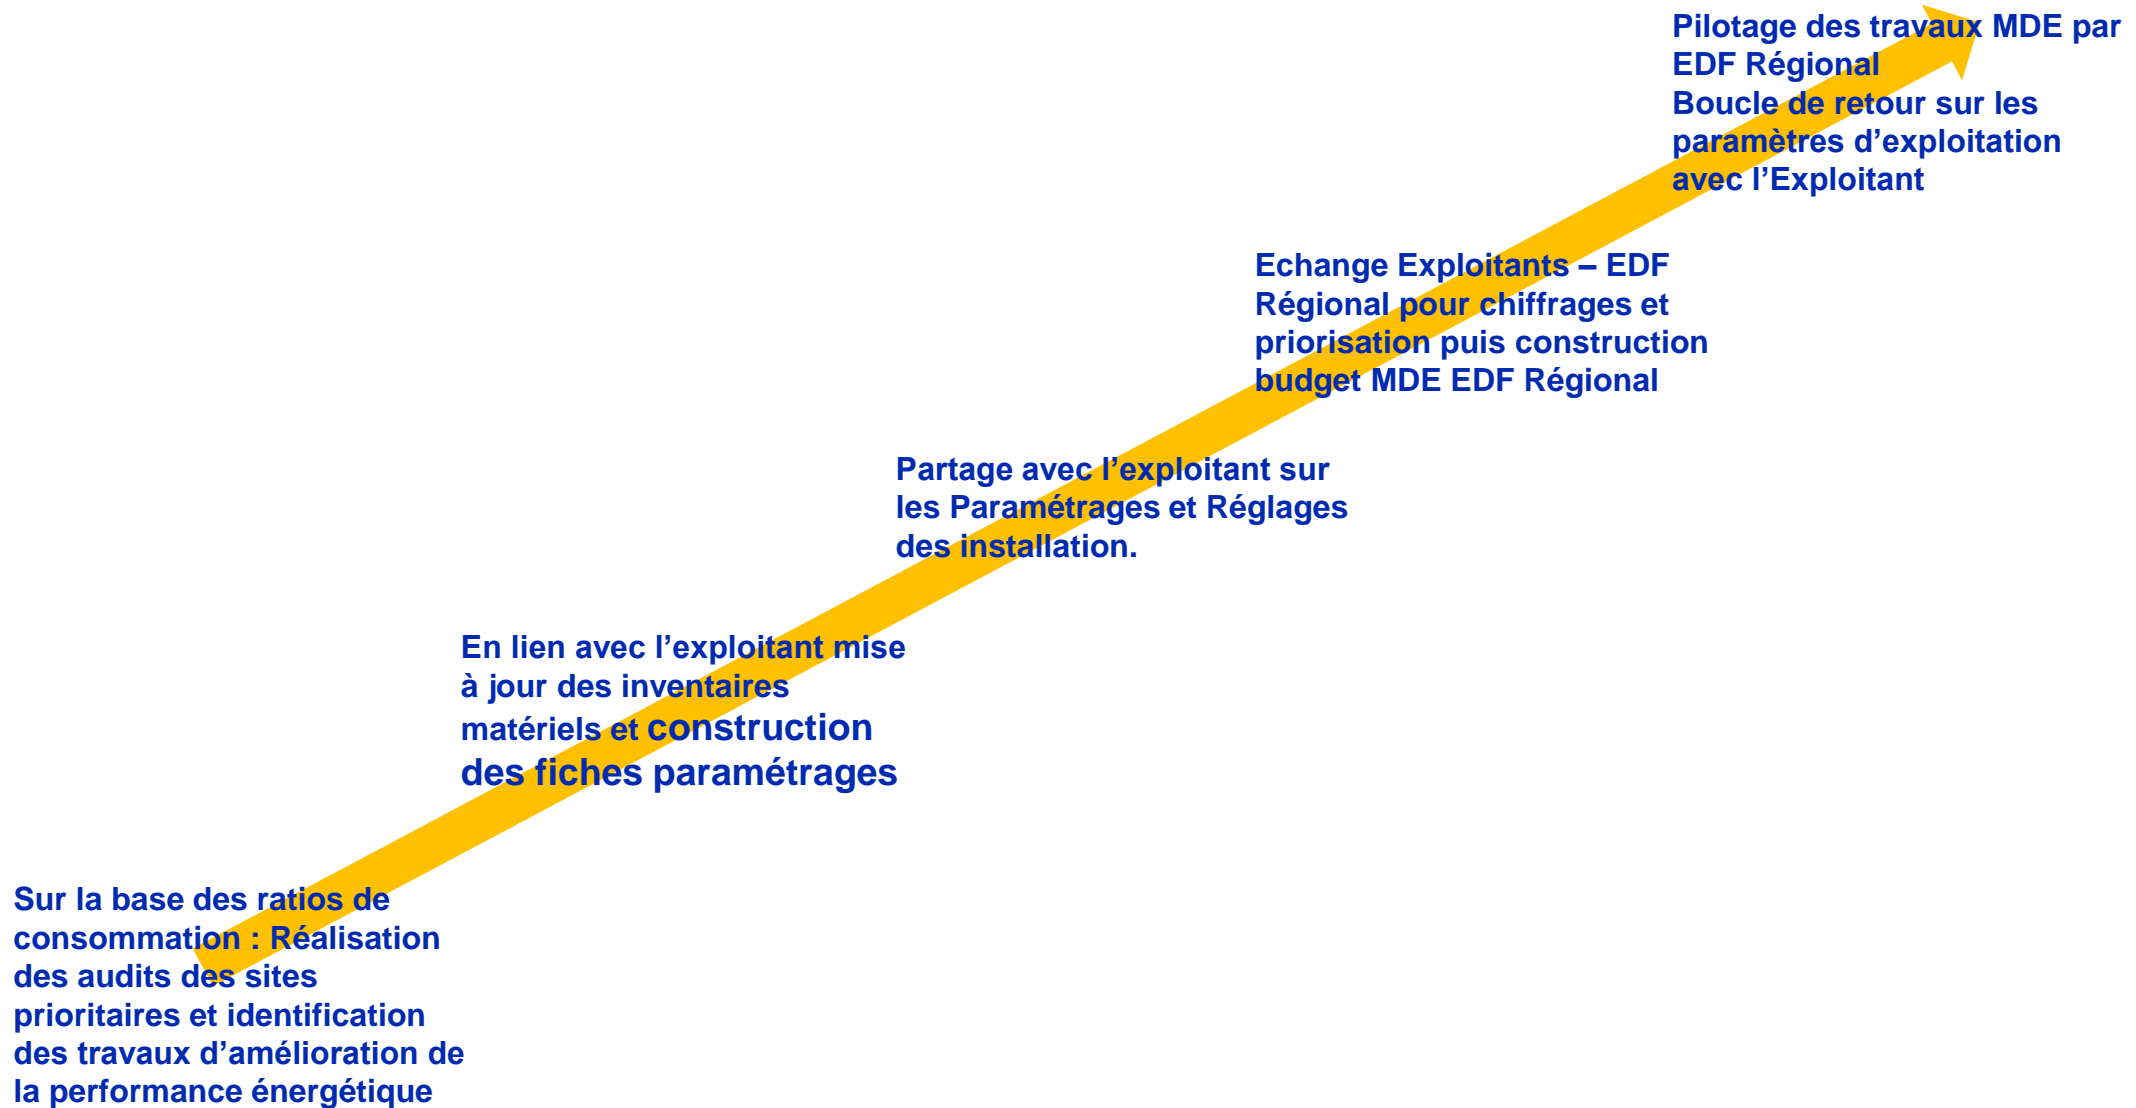 Pilotage des travaux MDE par
EDF Régional
Boucle de retour sur les
paramètres d’exploitation
avec l’Exploitant
Echange Exploitants – EDF
Régional pour chiffrages et
priorisation puis construction
budget MDE EDF Régional
Partage avec l’exploitant sur
les Paramétrages et Réglages
des installation.
En lien avec l’exploitant mise
à jour des inventaires
matériels et construction
des fiches paramétrages
Sur la base des ratios de
consommation : Réalisation
des audits des sites
prioritaires et identification
des travaux d’amélioration de
la performance énergétique